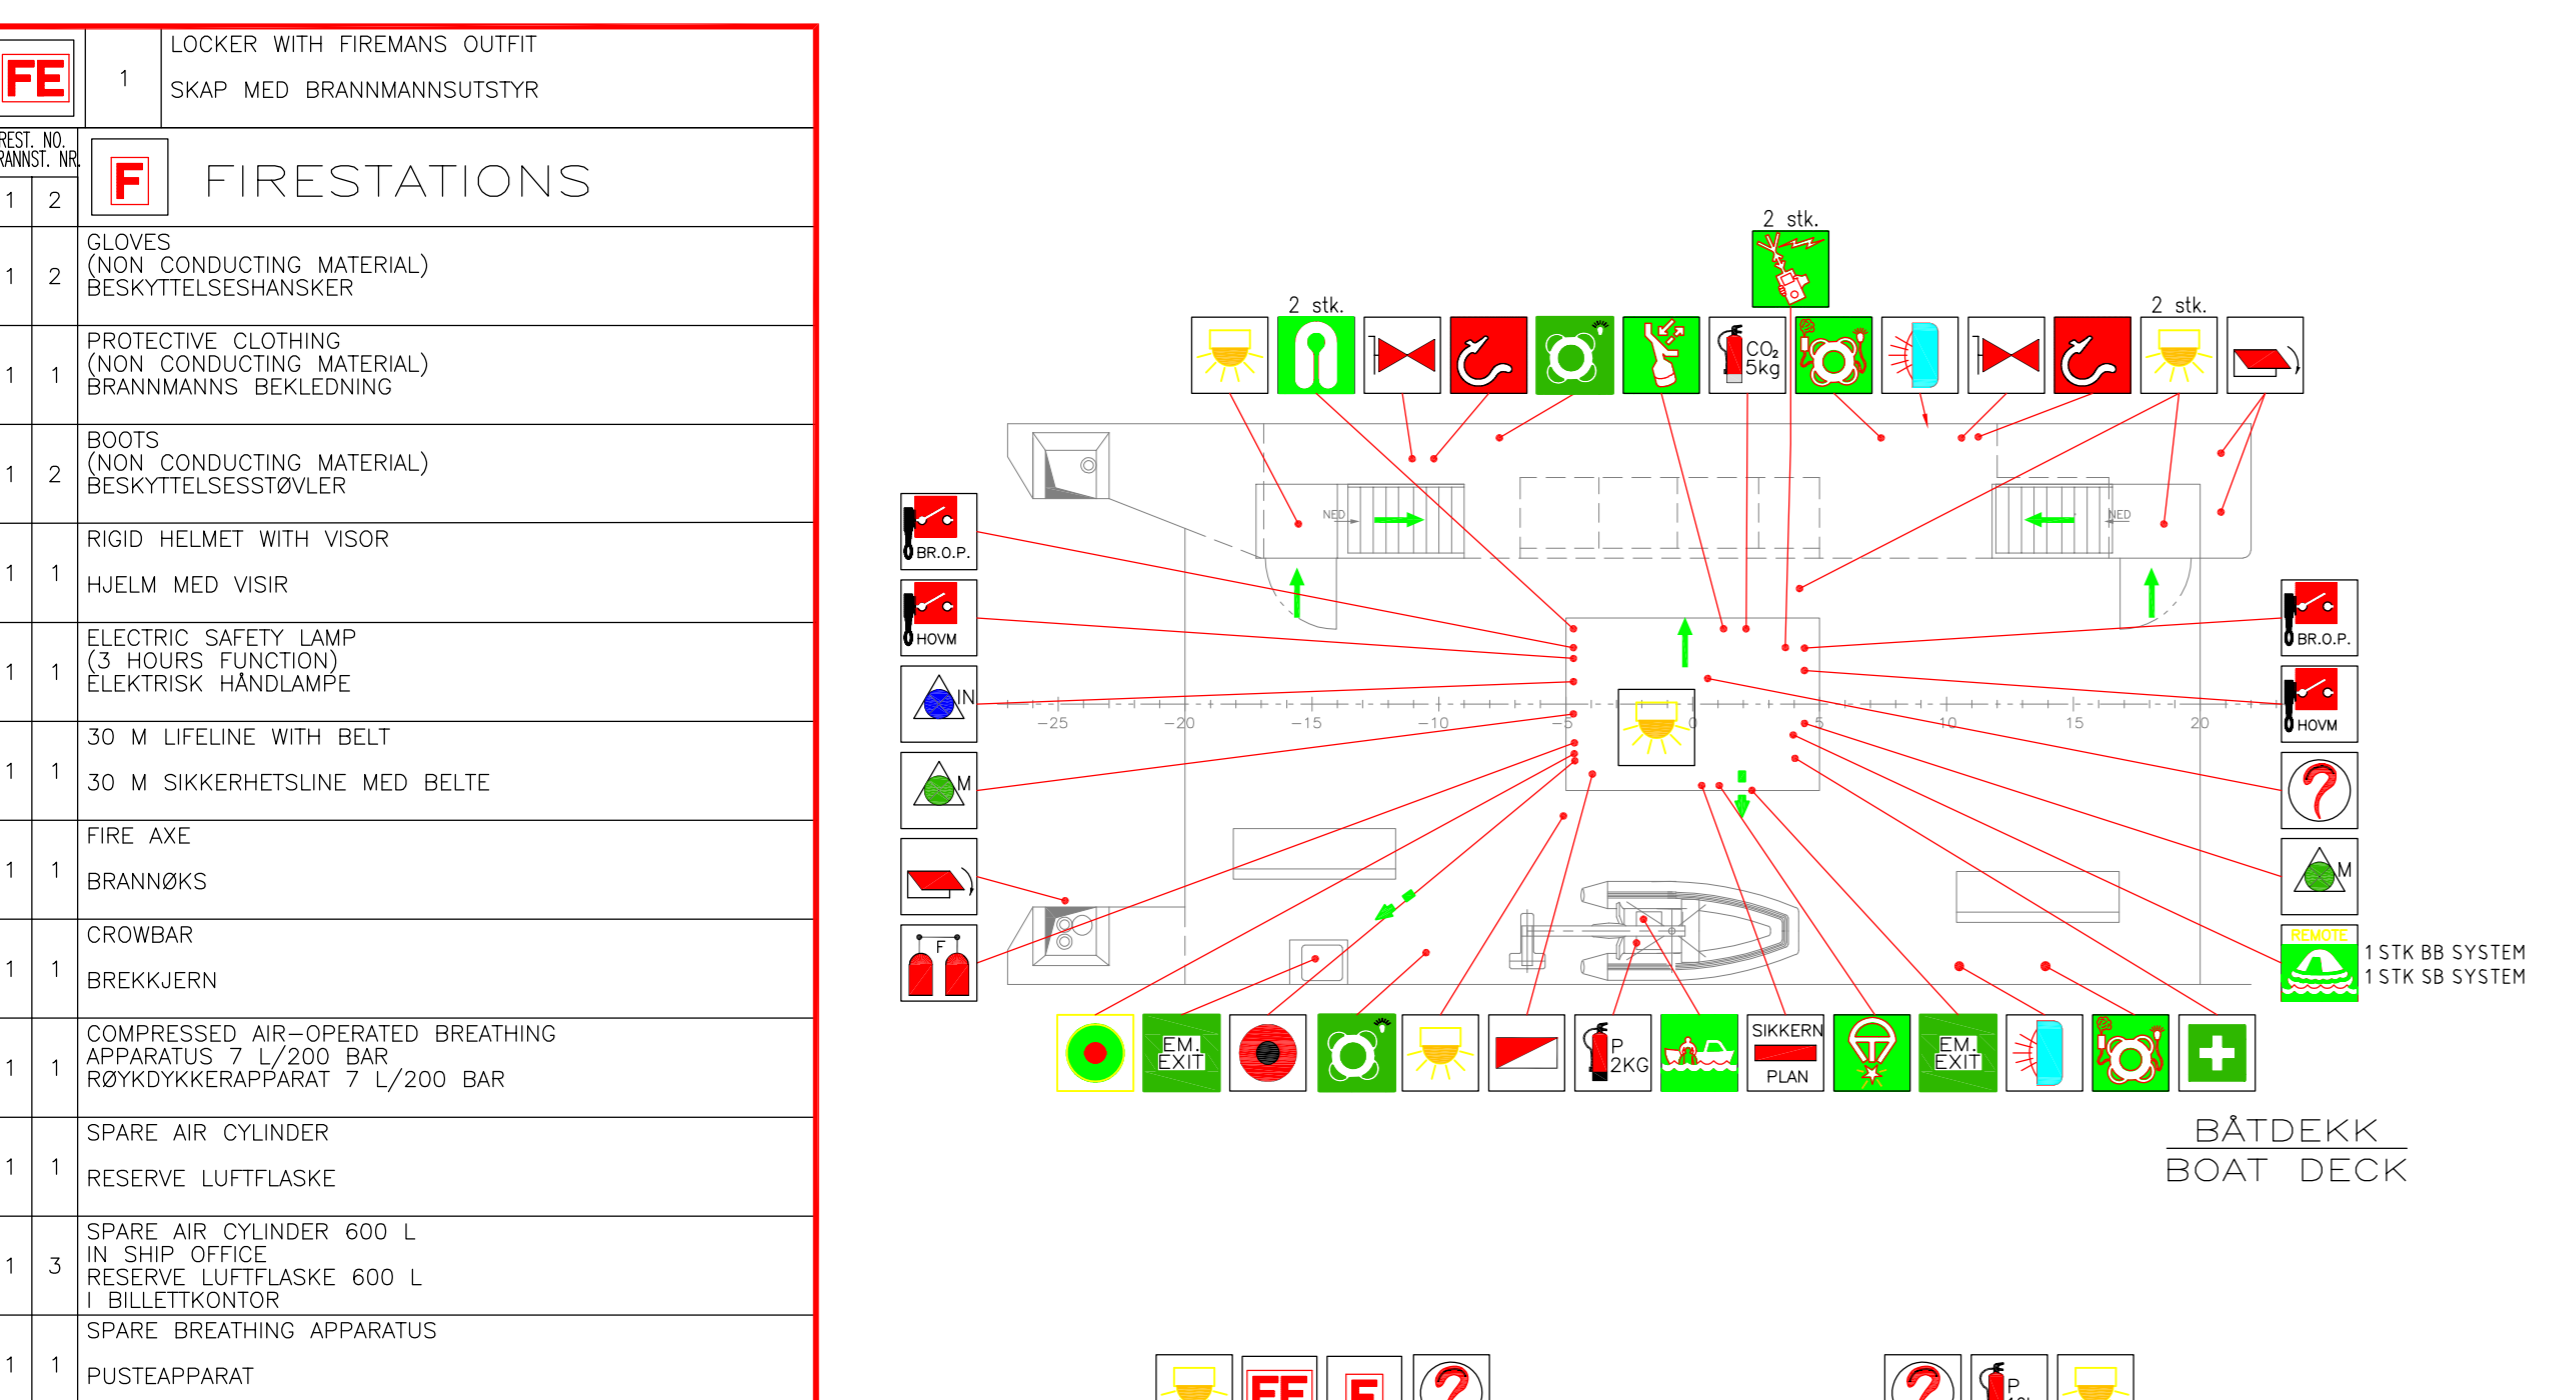 FE
1
LOCKER WITH FIREMANS OUTFIT
SKAP MED BRANNMANNSUTSTYR
REST. NO.
RANNST. NR.
1 2
F
FIRESTATIONS
1 2
GLOVES
(NON CONDUCTING MATERIAL)
BESKYTTELSESHANSKER
1 1
PROTECTIVE CLOTHING
(NON CONDUCTING MATERIAL)
BRANNMANNS BEKLEDNING
1 2
BOOTS
(NON CONDUCTING MATERIAL)
BESKYTTELSESSTØVLER
1 1
RIGID HELMET WITH VISOR
HJELM MED VISIR
1 1
ELECTRIC SAFETY LAMP
(3 HOURS FUNCTION)
ELEKTRISK HÅNDLAMPE
1 1
30 M LIFELINE WITH BELT
30 M SIKKERHETSLINE MED BELTE
1 1
FIRE AXE
BRANNØKS
1 1
CROWBAR
BREKKJERN
1 1
COMPRESSED AIR-OPERATED BREATHING
APPARATUS 7 L/200 BAR
RØYKDYKKERAPPARAT 7 L/200 BAR
1 1
SPARE AIR CYLINDER
RESERVE LUFTFLASKE
1 3
SPARE AIR CYLINDER 600 L
IN SHIP OFFICE
RESERVE LUFTFLASKE 600 L
I BILLETTKONTOR
1 1
SPARE BREATHING APPARATUS
PUSTEAPPARAT
2 stk.
2 stk.
2 stk.
CO₂
5kg
BR.O.P.
HOVM
IN
M
F
NED
NED
-25 -20 -15 -10 -5 0 5 10 15 20
BR.O.P.
HOVM
M
REMOTE
1 STK BB SYSTEM
1 STK SB SYSTEM
EM.
EXIT
P
2KG
SIKKERN
PLAN
EM.
EXIT
BÅTDEKK
BOAT DECK
FE
F
P